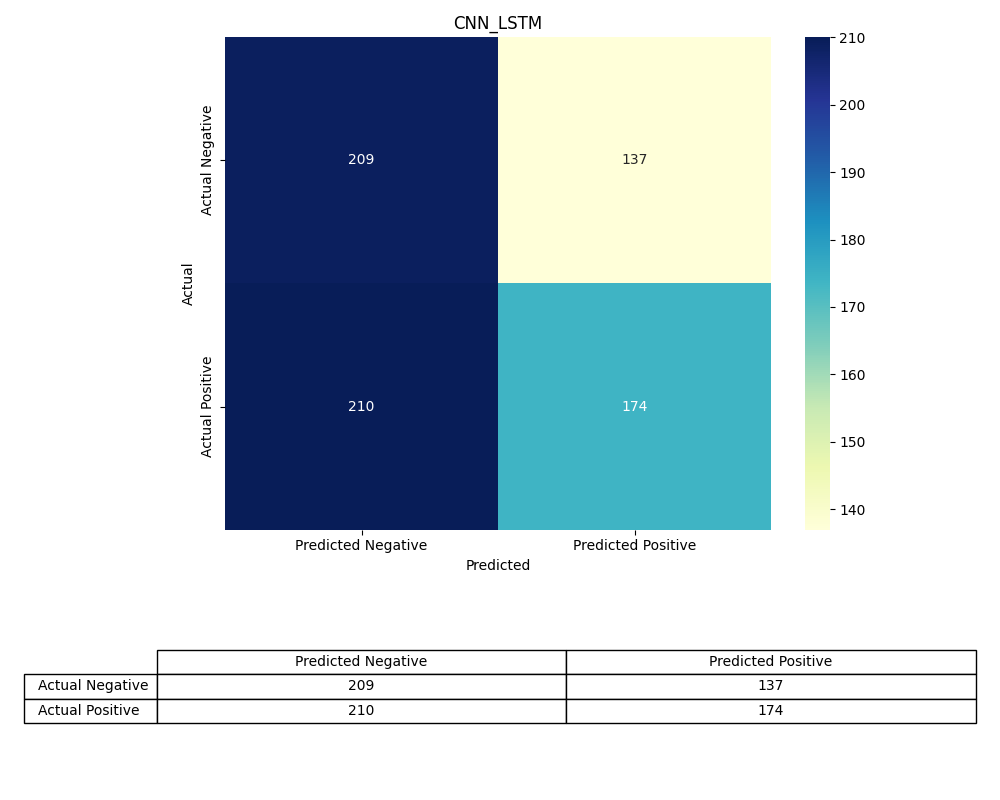 CNN_LSTM
Actual
Actual Negative
209
137
Actual Positive
210
174
Predicted Negative
Predicted Positive
Predicted
210
200
190
180
170
160
150
140
Predicted Negative Predicted Positive
Actual Negative 209 137
Actual Positive 210 174